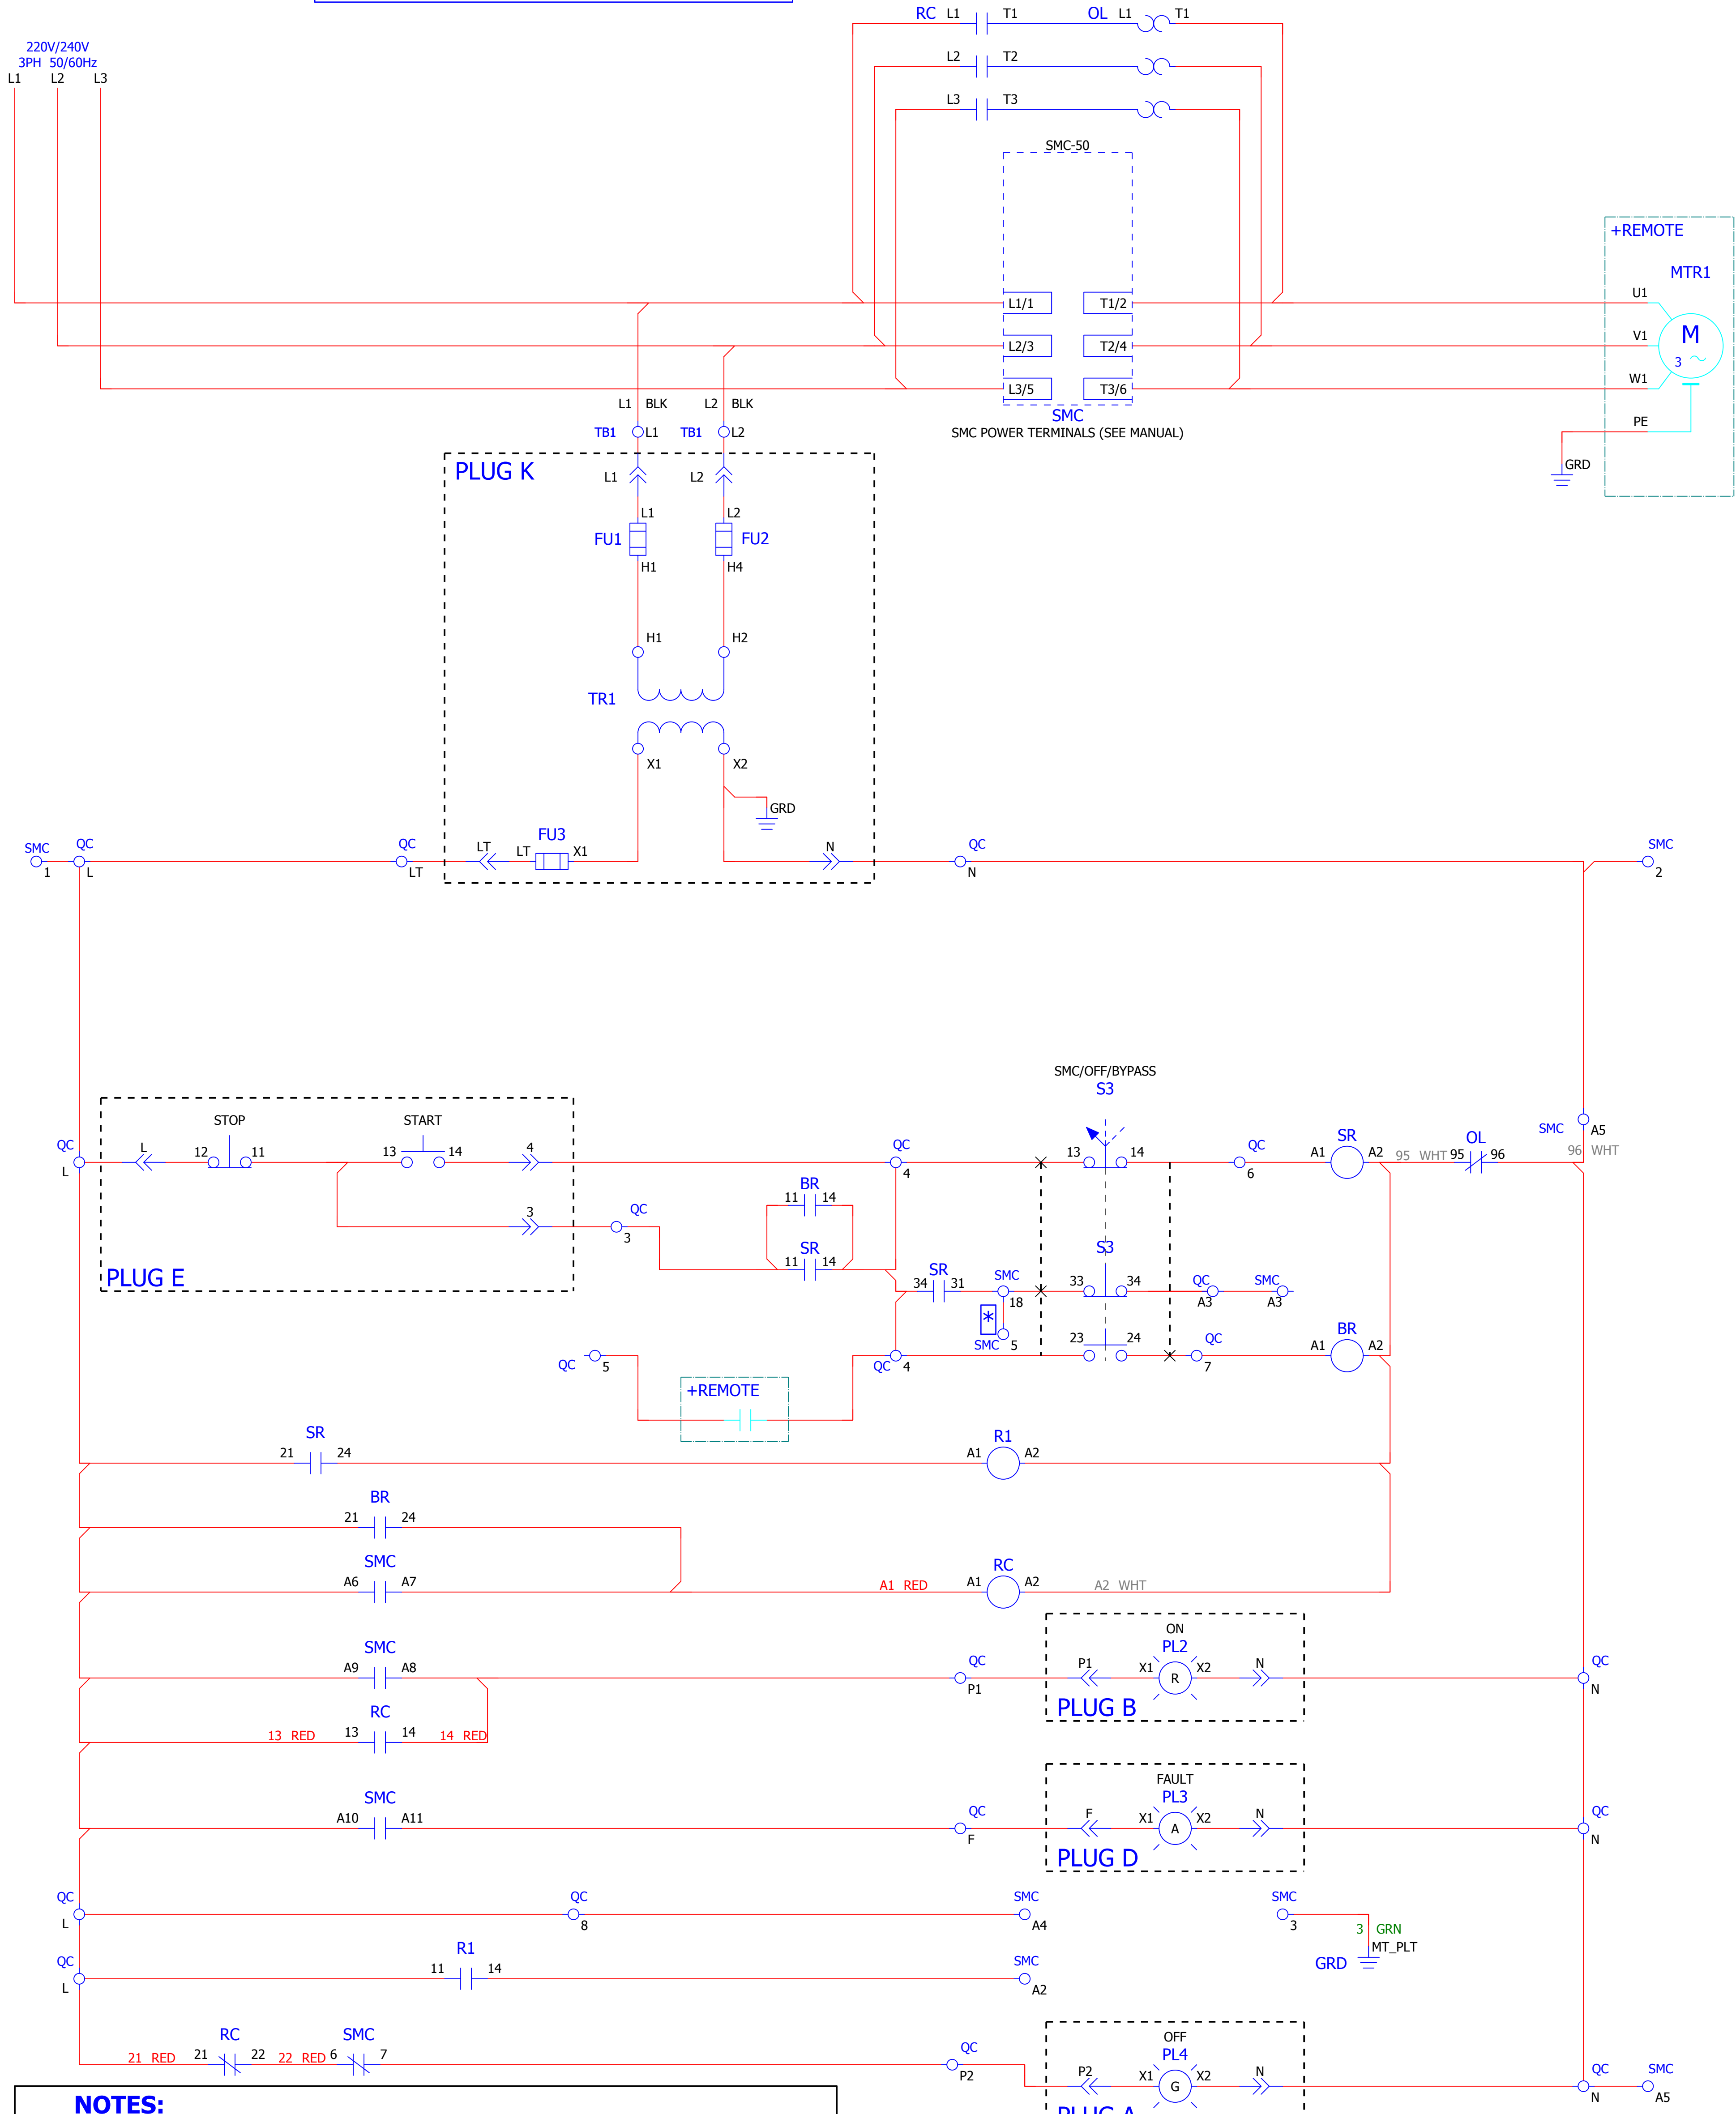 RC L1 T1 OL L1 T1
220V/240V
3PH 50/60Hz
L1 L2 L3
L2 T2
L3 T3
SMC-50
+REMOTE
MTR1
U1
L1/1 T1/2
M
3
V1
L2/3 T2/4
W1
L3/5 T3/6
L1 BLK L2 BLK
SMC
PE
TB1 L1 TB1 L2
SMC POWER TERMINALS (SEE MANUAL)
PLUG K
GRD
L1 L2
L1 L2
FU1 FU2
H1 H4
H1 H2
TR1
X1 X2
GRD
FU3
SMC QC QC LT LT X1 N QC SMC
1 L LT N 2
SMC/OFF/BYPASS
S3
STOP START
SMC A5
QC L 12 11 13 14 4 QC 13 14 QC SR OL
A1 A2 95 WHT 95 96 96 WHT
L 4 6
BR
11 14
3 QC
3
SR
11 14
S3
PLUG E
SR
34 31 SMC 33 34 QC SMC
18 A3 A3
*
SMC 5
23 24 QC BR
A1 A2
QC 5 QC 4 7
+REMOTE
SR
21 24
R1
A1 A2
BR
21 24
SMC
A6 A7
A1 RED
RC
A1 A2
A2 WHT
ON
PL2
SMC
A9 A8
QC P1 X1 R X2 N QC
P1 N
PLUG B
RC
13 RED 13 14 14 RED
FAULT
PL3
SMC
A10 A11
QC F X1 A X2 N QC
F N
PLUG D
QC QC SMC SMC
L 8 A4 3
3 GRN
MT_PLT
GRD
QC R1 SMC
L 11 14 A2
OFF
PL4
RC SMC
21 RED 21 22 22 RED 6 7
QC P2 X1 G X2 N QC SMC
P2 N A5
NOTES:
PLUG A